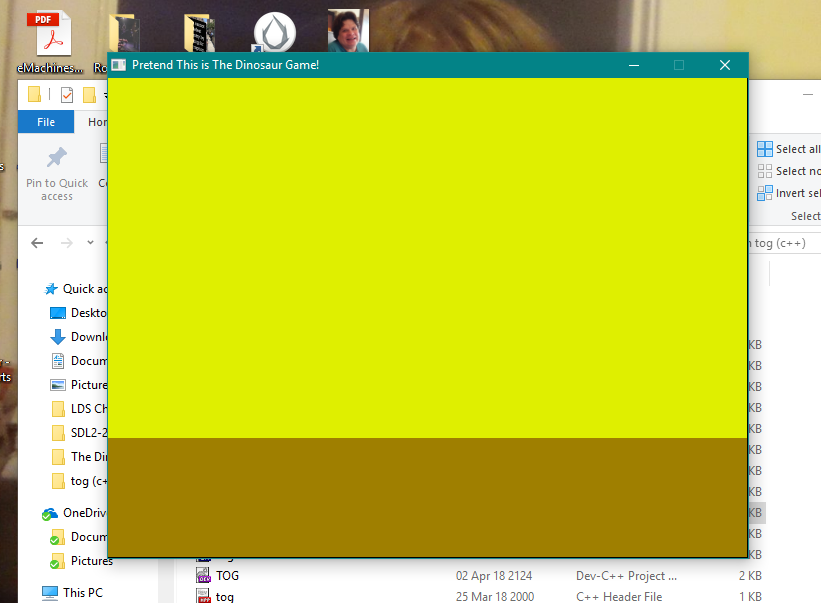 PDF
eMachines... Ro
Pretend This is The Dinosaur Game!
File Hor
Select all
Pin to Quick
access
Select no
Invert sel
Select
tog (c++)
Quick ac
Deskto
Downl
Docum
Picture
LDS Ch
SDL2-2
The Di
tog (c+
OneDriv
Docum
Pictures
This PC
KB
KB
KB
KB
KB
KB
KB
KB
KB
KB
KB
TOG 02 Apr 18 2124 Dev-C++ Project ... 2 KB
tog 25 Mar 18 2000 C++ Header File 1 KB